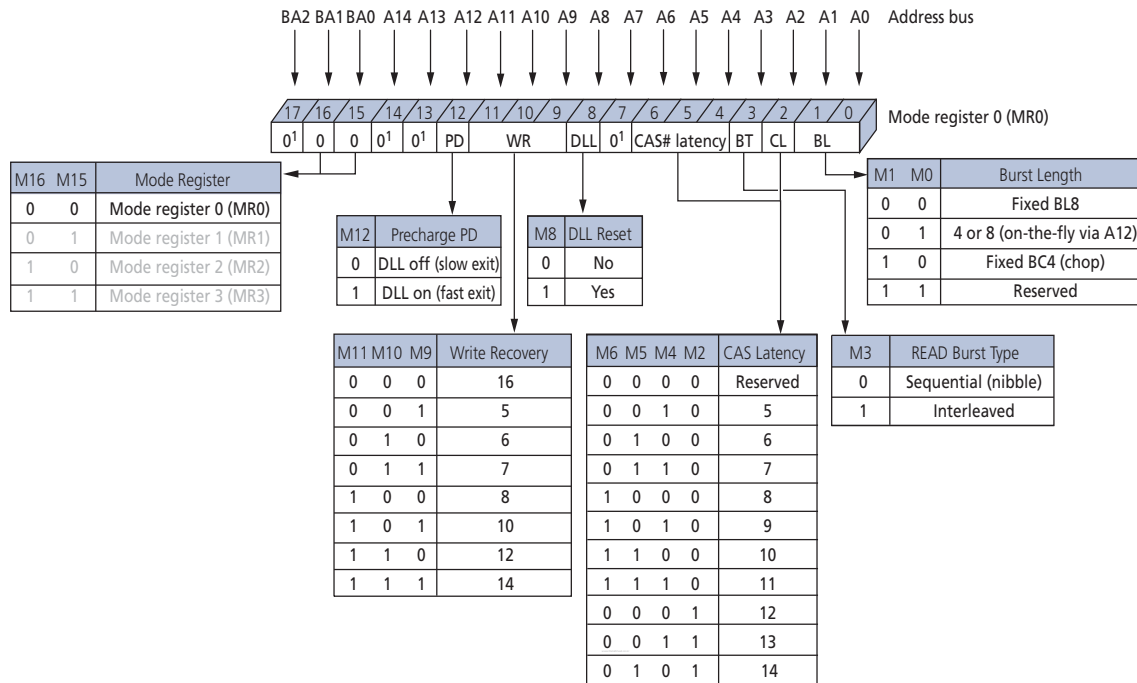 BA2 BA1 BA0 A14 A13 A12 A11 A10 A9 A8 A7 A6 A5 A4 A3 A2 A1 A0 Address bus
17 16 15 14 13 12 11 10 9 8 7 6 5 4 3 2 1 0 Mode register 0 (MR0)
0¹ 0 0 0¹ 0¹ PD WR DLL 0¹ CAS# latency BT CL BL
M16 M15 Mode Register
0 0 Mode register 0 (MR0)
0 1 Mode register 1 (MR1)
1 0 Mode register 2 (MR2)
1 1 Mode register 3 (MR3)
M12 Precharge PD
0 DLL off (slow exit)
1 DLL on (fast exit)
M8 DLL Reset
0 No
1 Yes
M1 M0 Burst Length
0 0 Fixed BL8
0 1 4 or 8 (on-the-fly via A12)
1 0 Fixed BC4 (chop)
1 1 Reserved
M11 M10 M9 Write Recovery
0 0 0 16
0 0 1 5
0 1 0 6
0 1 1 7
1 0 0 8
1 0 1 10
1 1 0 12
1 1 1 14
M6 M5 M4 M2 CAS Latency
0 0 0 0 Reserved
0 0 1 0 5
0 1 0 0 6
0 1 1 0 7
1 0 0 0 8
1 0 1 0 9
1 1 0 0 10
1 1 1 0 11
0 0 0 1 12
0 0 1 1 13
0 1 0 1 14
M3 READ Burst Type
0 Sequential (nibble)
1 Interleaved